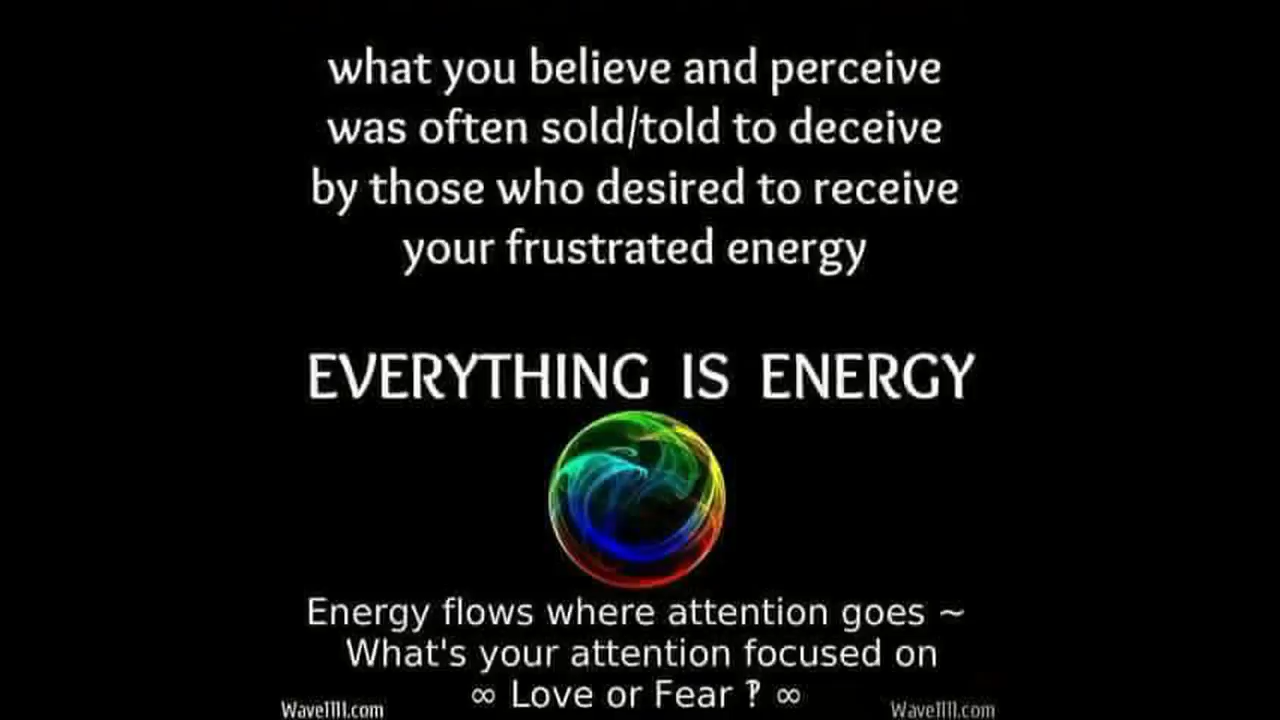 what you believe and perceive
was often sold/told to deceive
by those who desired to receive
your frustrated energy
EVERYTHING IS ENERGY
Energy flows where attention goes ~
What's your attention focused on
∞ Love or Fear ‽ ∞
Wave1111.com
Wave1111.com